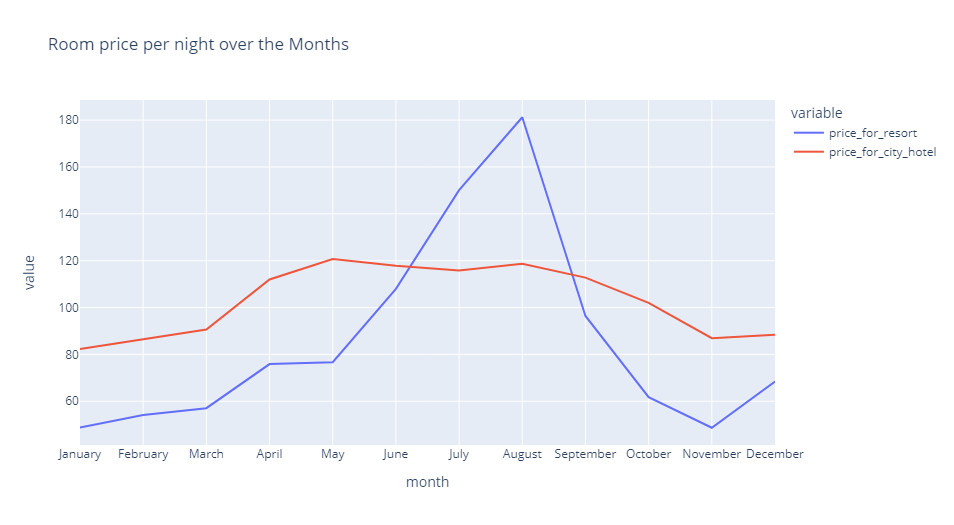 Room price per night over the Months
variable
price_for_resort
price_for_city_hotel
value
180
160
140
120
100
80
60
January February March April May June July August September October November December
month